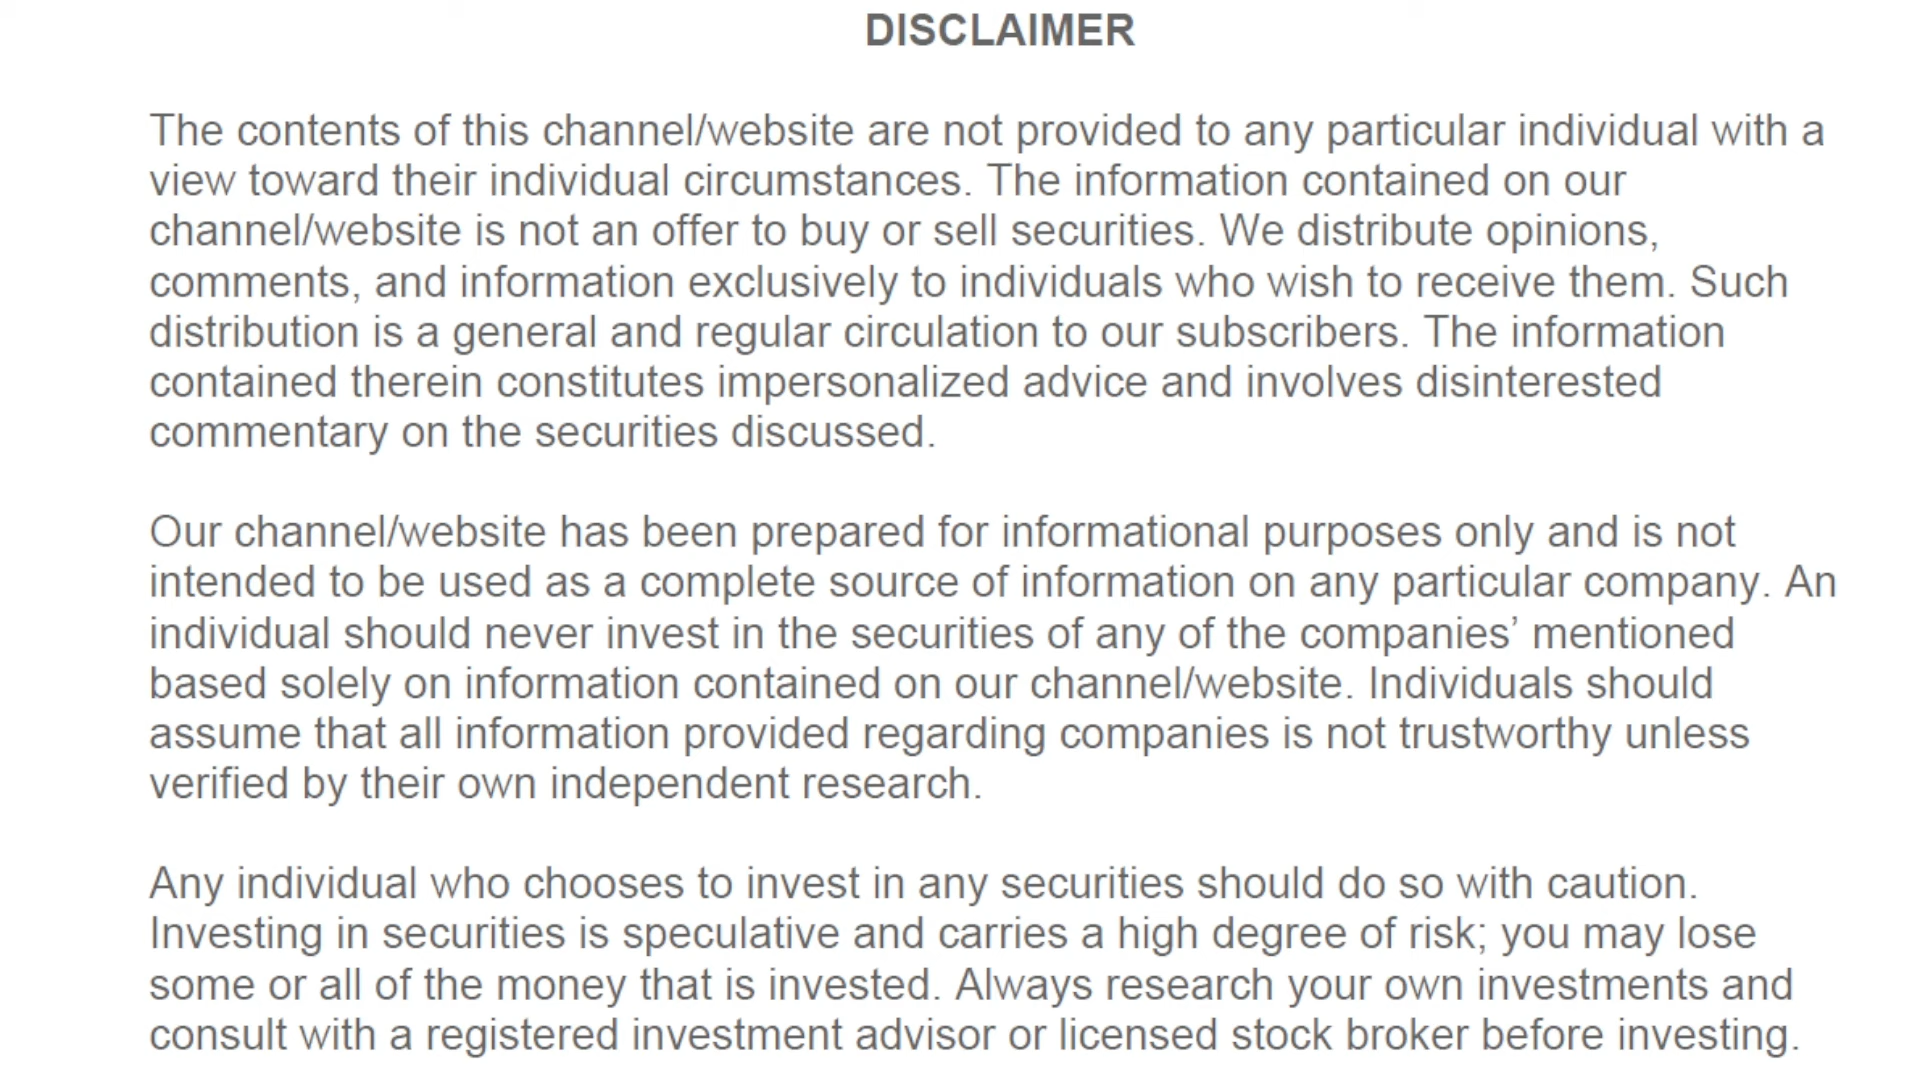 DISCLAIMER
The contents of this channel/website are not provided to any particular individual with a
view toward their individual circumstances. The information contained on our
channel/website is not an offer to buy or sell securities. We distribute opinions,
comments, and information exclusively to individuals who wish to receive them. Such
distribution is a general and regular circulation to our subscribers. The information
contained therein constitutes impersonalized advice and involves disinterested
commentary on the securities discussed.
Our channel/website has been prepared for informational purposes only and is not
intended to be used as a complete source of information on any particular company. An
individual should never invest in the securities of any of the companies’ mentioned
based solely on information contained on our channel/website. Individuals should
assume that all information provided regarding companies is not trustworthy unless
verified by their own independent research.
Any individual who chooses to invest in any securities should do so with caution.
Investing in securities is speculative and carries a high degree of risk; you may lose
some or all of the money that is invested. Always research your own investments and
consult with a registered investment advisor or licensed stock broker before investing.